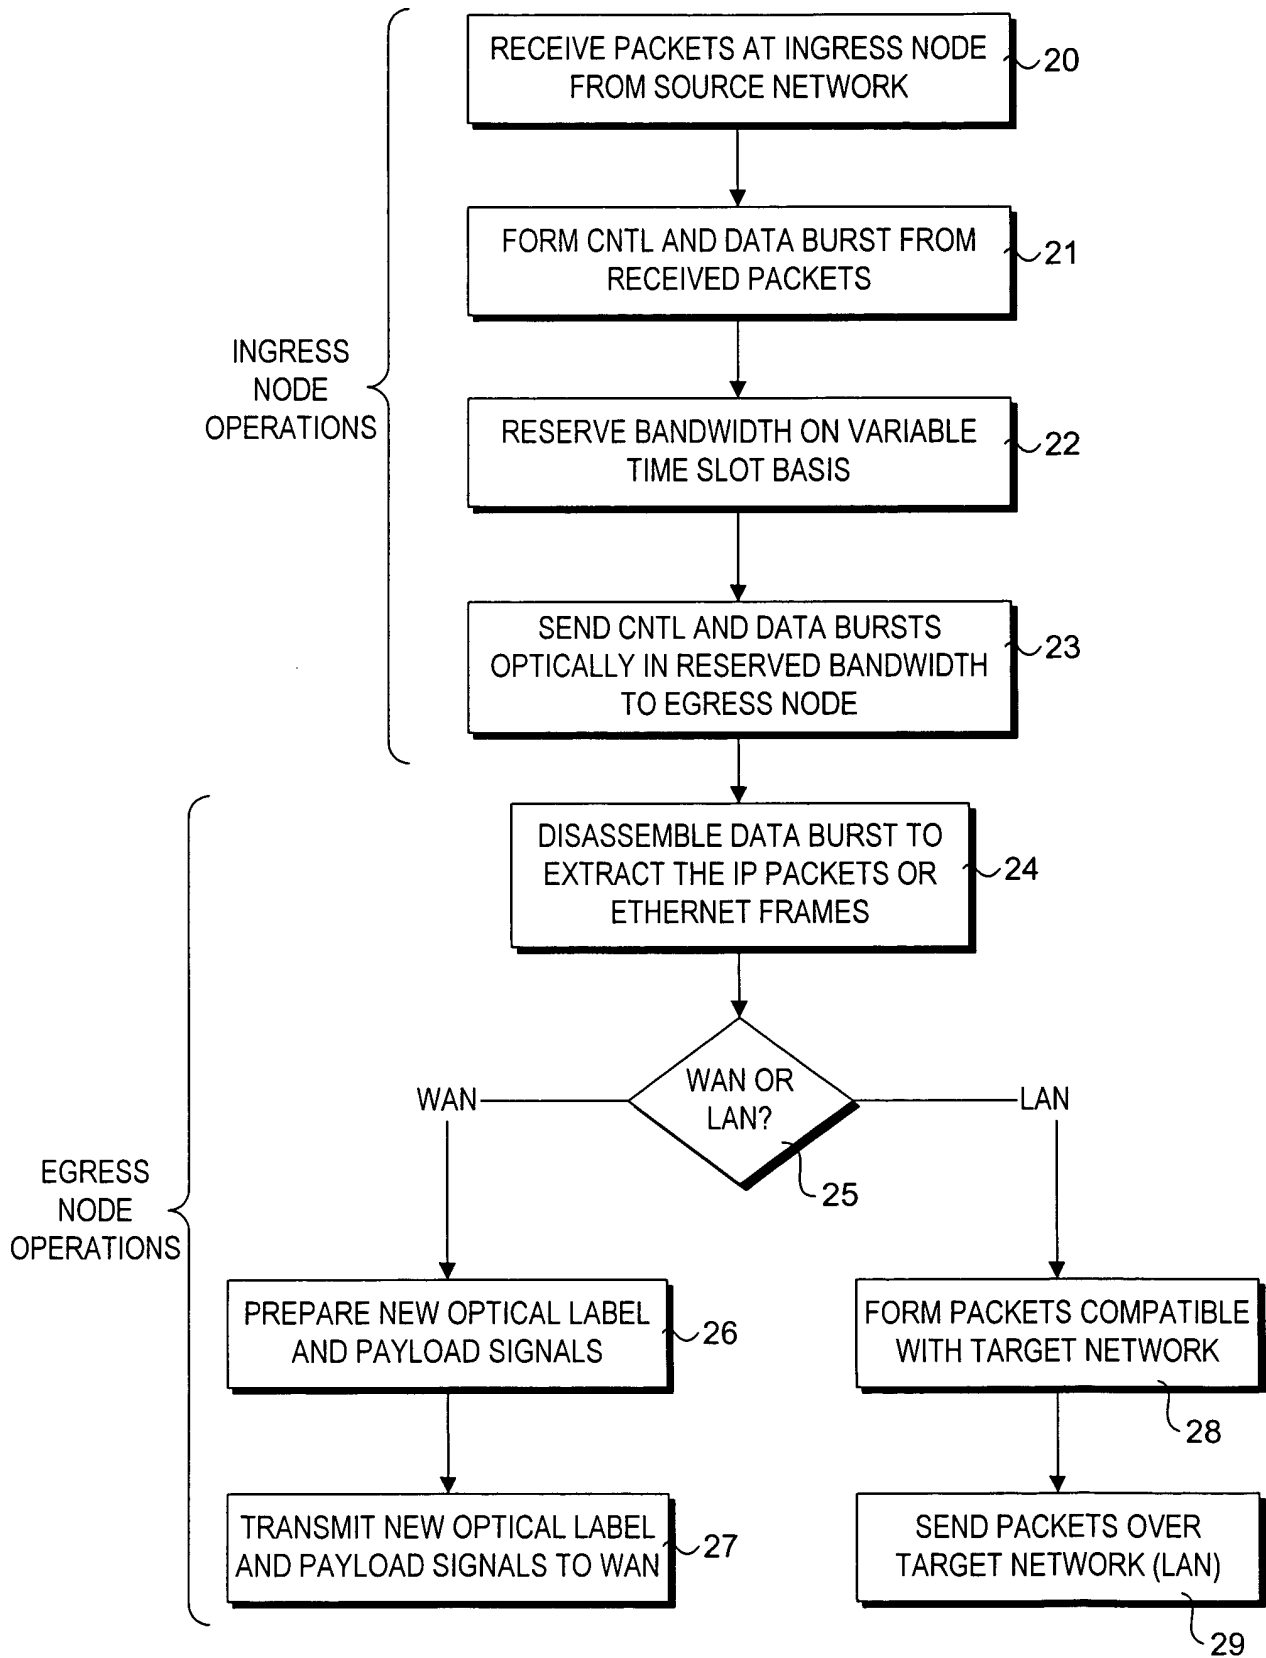 RECEIVE PACKETS AT INGRESS NODE
FROM SOURCE NETWORK
20
FORM CNTL AND DATA BURST FROM
RECEIVED PACKETS
21
INGRESS
NODE
OPERATIONS
RESERVE BANDWIDTH ON VARIABLE
TIME SLOT BASIS
22
SEND CNTL AND DATA BURSTS
OPTICALLY IN RESERVED BANDWIDTH
TO EGRESS NODE
23
DISASSEMBLE DATA BURST TO
EXTRACT THE IP PACKETS OR
ETHERNET FRAMES
24
WAN
WAN OR
LAN?
LAN
25
EGRESS
NODE
OPERATIONS
PREPARE NEW OPTICAL LABEL
AND PAYLOAD SIGNALS
26
FORM PACKETS COMPATIBLE
WITH TARGET NETWORK
28
TRANSMIT NEW OPTICAL LABEL
AND PAYLOAD SIGNALS TO WAN
27
SEND PACKETS OVER
TARGET NETWORK (LAN)
29